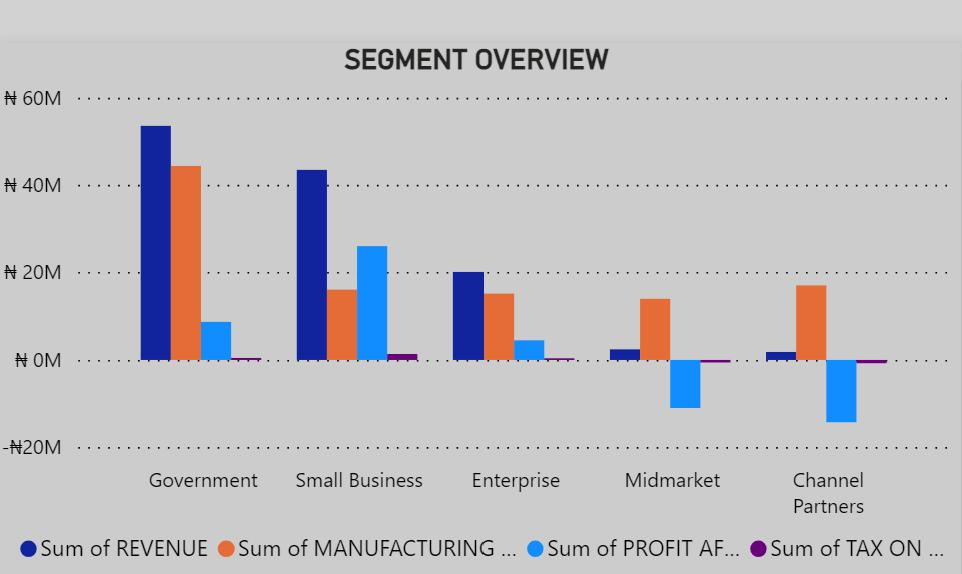 SEGMENT OVERVIEW
₦ 60M
₦ 40M
₦ 20M
₦ 0M
-₦20M
Government Small Business Enterprise Midmarket Channel
Partners
Sum of REVENUE Sum of MANUFACTURING ... Sum of PROFIT AF... Sum of TAX ON ...